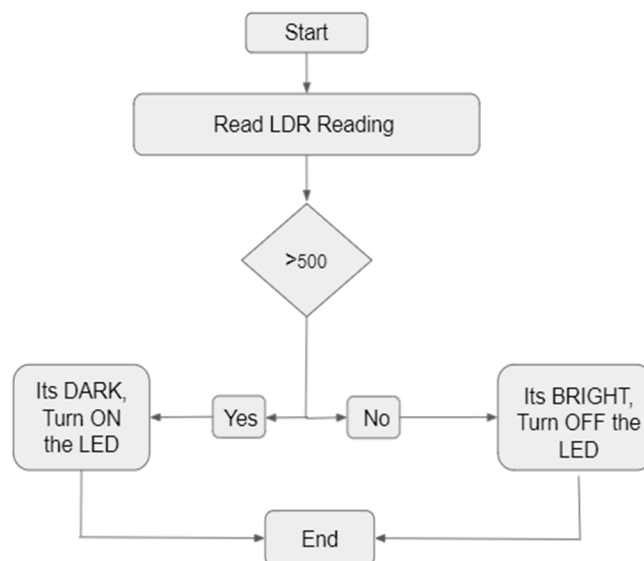 Start
Read LDR Reading
>500
Its DARK,
Turn ON
the LED
Yes
No
Its BRIGHT,
Turn OFF the
LED
End